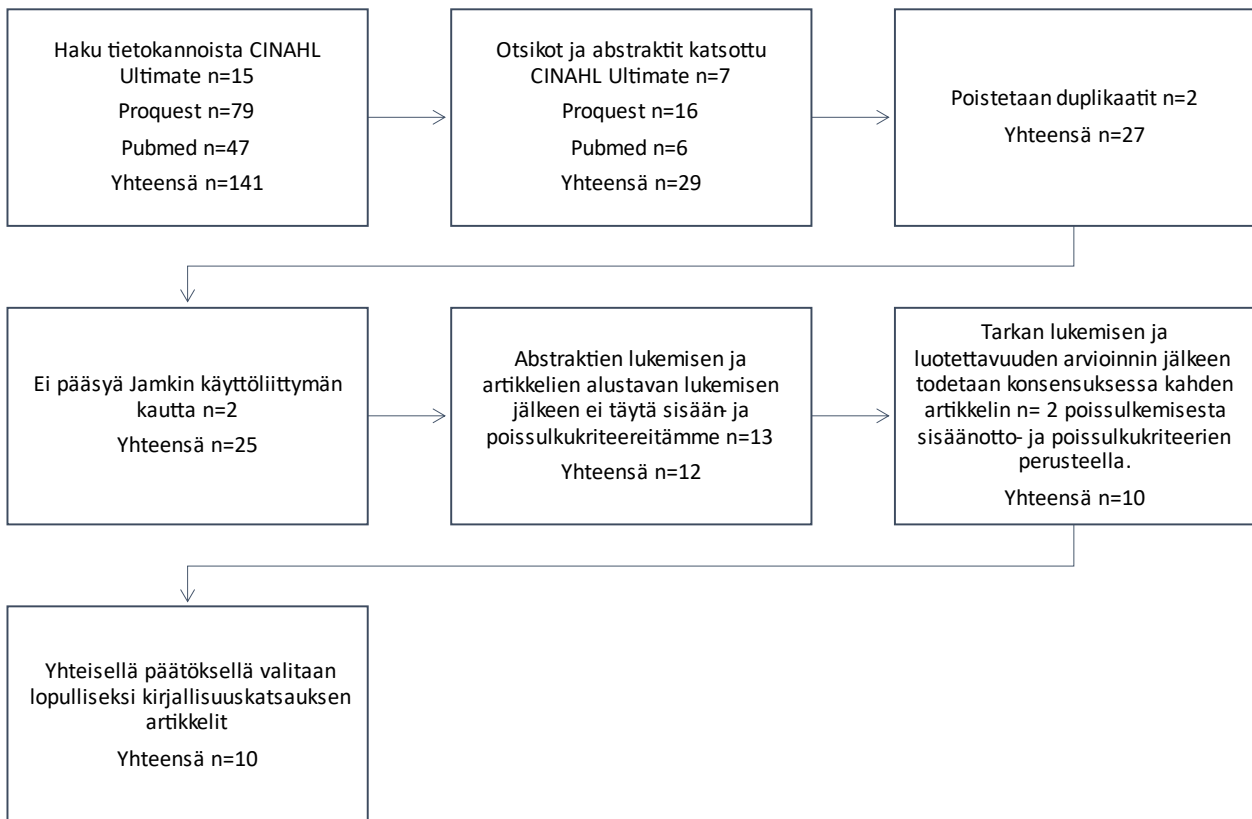 Haku tietokannoista CINAHL
Ultimate n=15
Proquest n=79
Pubmed n=47
Yhteensä n=141
Otsikot ja abstraktit katsottu
CINAHL Ultimate n=7
Proquest n=16
Pubmed n=6
Yhteensä n=29
Poistetaan duplikaatit n=2
Yhteensä n=27
Ei pääsyä Jamkin käyttöliittymän
kautta n=2
Yhteensä n=25
Abstraktien lukemisen ja
artikkelien alustavan lukemisen
jälkeen ei täytä sisään- ja
poissulkukriteereitämme n=13
Yhteensä n=12
Tarkan lukemisen ja
luotettavuuden arvioinnin jälkeen
todetaan konsensuksessa kahden
artikkelin n= 2 poissulkemisesta
sisäänotto- ja poissulkukriteerien
perusteella.
Yhteensä n=10
Yhteisellä päätöksellä valitaan
lopulliseksi kirjallisuuskatsauksen
artikkelit
Yhteensä n=10